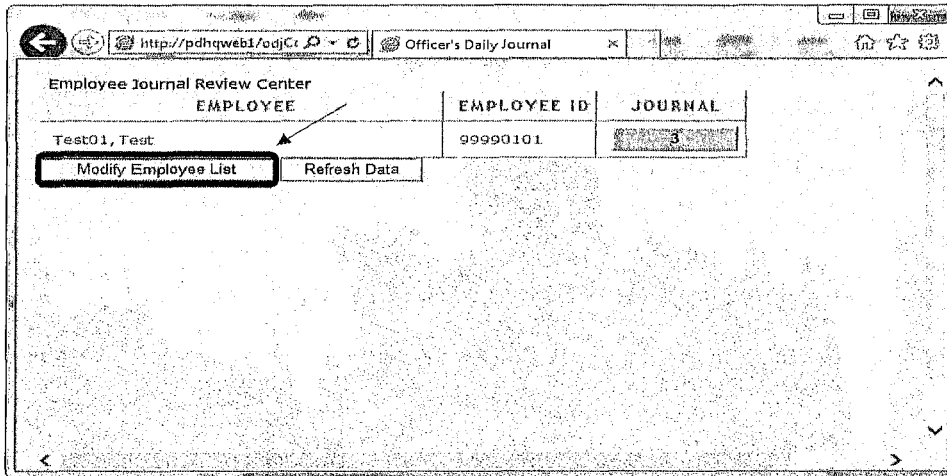 http://pdhqweb1/odjC
Officer's Daily Journal
Employee Journal Review Center
EMPLOYEE EMPLOYEE ID JOURNAL
Test01, Test 99990101 3
Modify Employee List Refresh Data